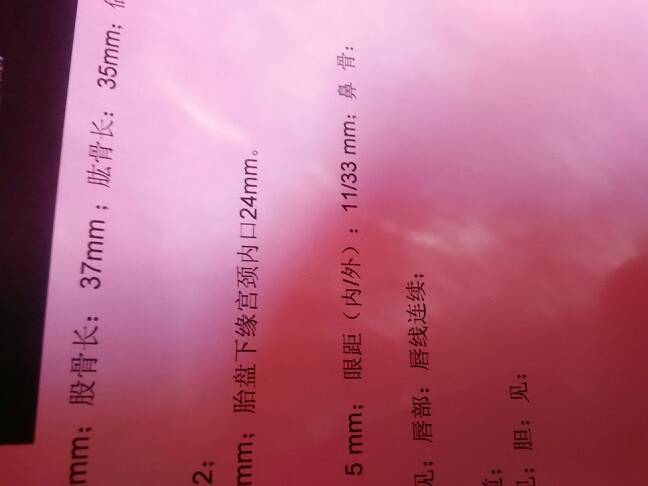 mm；股骨长：37mm；肱骨长：35mm；
2；
mm；胎盘下缘宫颈内口24mm。
5 mm；眼距（内/外）：11/33 mm；鼻骨：
见；唇部：唇线连续；
道；
见；胆：见；